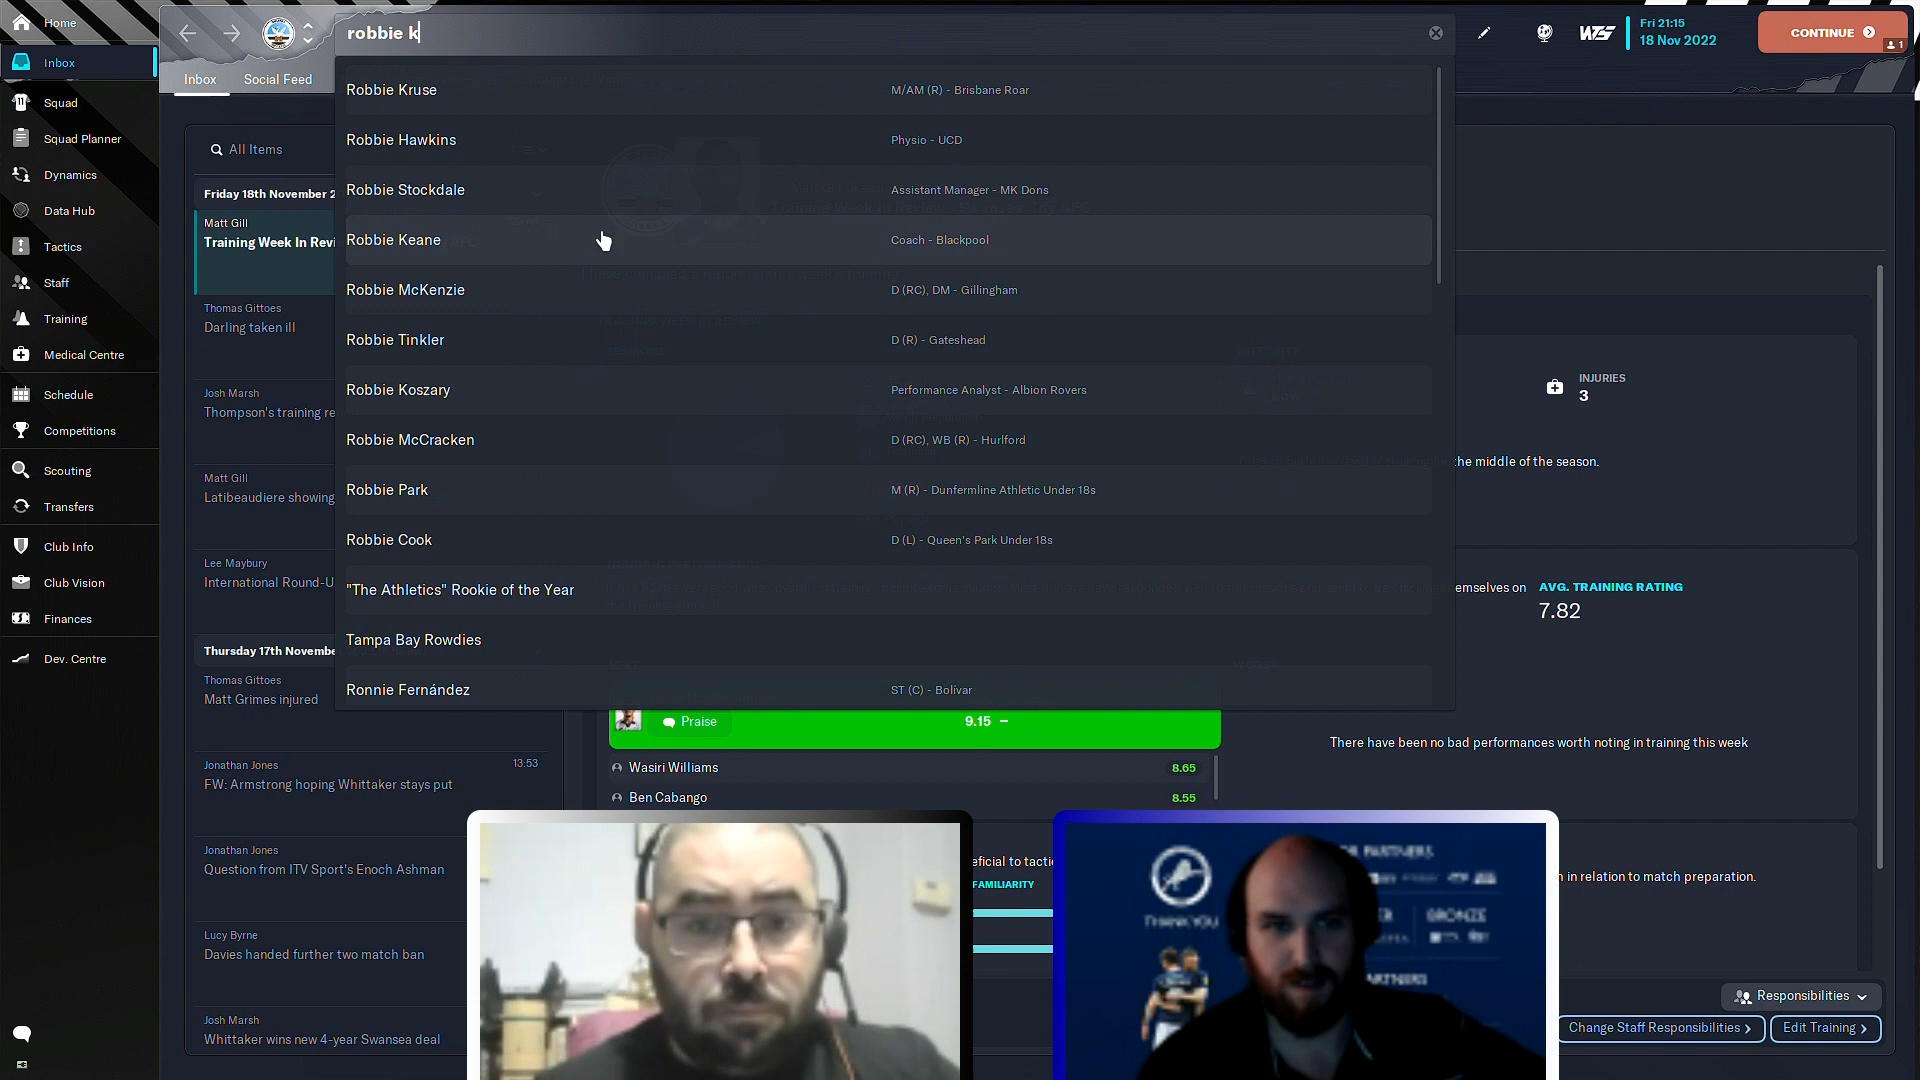 Home
Inbox
Squad
Squad Planner
Dynamics
Data Hub
Tactics
Staff
Training
Medical Centre
Schedule
Competitions
Scouting
Transfers
Club Info
Club Vision
Finances
Dev. Centre
robbie k
Fri 21:15
18 Nov 2022
CONTINUE
1
Inbox
Social Feed
All Items
Friday 18th November 2
Matt Gill
Training Week In Revi
Thomas Gittoes
Darling taken ill
Josh Marsh
Thompson's training re
Matt Gill
Latibeaudiere showing
Lee Maybury
International Round-U
Thursday 17th Novembe
Thomas Gittoes
Matt Grimes injured
Jonathan Jones
13:53
FW: Armstrong hoping Whittaker stays put
Jonathan Jones
Question from ITV Sport's Enoch Ashman
Lucy Byrne
Davies handed further two match ban
Josh Marsh
Whittaker wins new 4-year Swansea deal
Robbie Kruse
M/AM (R) - Brisbane Roar
Robbie Hawkins
Physio - UCD
Robbie Stockdale
Assistant Manager - MK Dons
Robbie Keane
Coach - Blackpool
Robbie McKenzie
D (RC), DM - Gillingham
Robbie Tinkler
D (R) - Gateshead
Robbie Koszary
Performance Analyst - Albion Rovers
Robbie McCracken
D (RC), WB (R) - Hurlford
Robbie Park
M (R) - Dunfermline Athletic Under 18s
Robbie Cook
D (L) - Queen's Park Under 18s
"The Athletics" Rookie of the Year
Tampa Bay Rowdies
Ronnie Fernández
ST (C) - Bolívar
INJURIES
3
the middle of the season.
emselves on
AVG. TRAINING RATING
7.82
Praise
9.15 –
Wasiri Williams
8.65
Ben Cabango
8.55
There have been no bad performances worth noting in training this week
eficial to tacti
FAMILIARITY
n in relation to match preparation.
THANK YOU
PARTNERS
BRONZE
Responsibilities
Change Staff Responsibilities
Edit Training